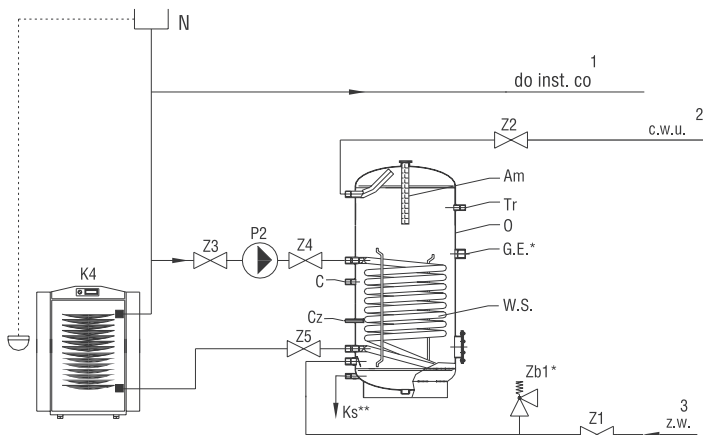 N
1
do inst. co
2
Z2
c.w.u.
Am
Tr
O
P2
Z3
Z4
G.E.*
K4
C
W.S.
Cz
Z5
Zb1*
Ks**
Z1
3
z.w.